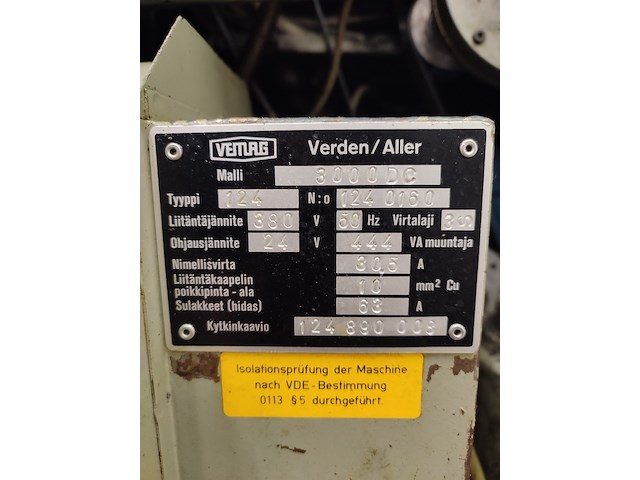 VEMAG Verden/Aller
Malli 3000DC
Tyyppi 124 N:o 124 0160
Liitäntäjännite 380 V 50 Hz Virtalaji 3~
Ohjausjännite 24 V 444 VA muuntaja
Nimellisvirta 30,5 A
Liitäntäkaapelin
poikkipinta - ala 10 mm² Cu
Sulakkeet (hidas) 63 A
Kytkinkaavio 124 890 008
Isolationsprüfung der Maschine
nach VDE-Bestimmung
0113 §5 durchgeführt